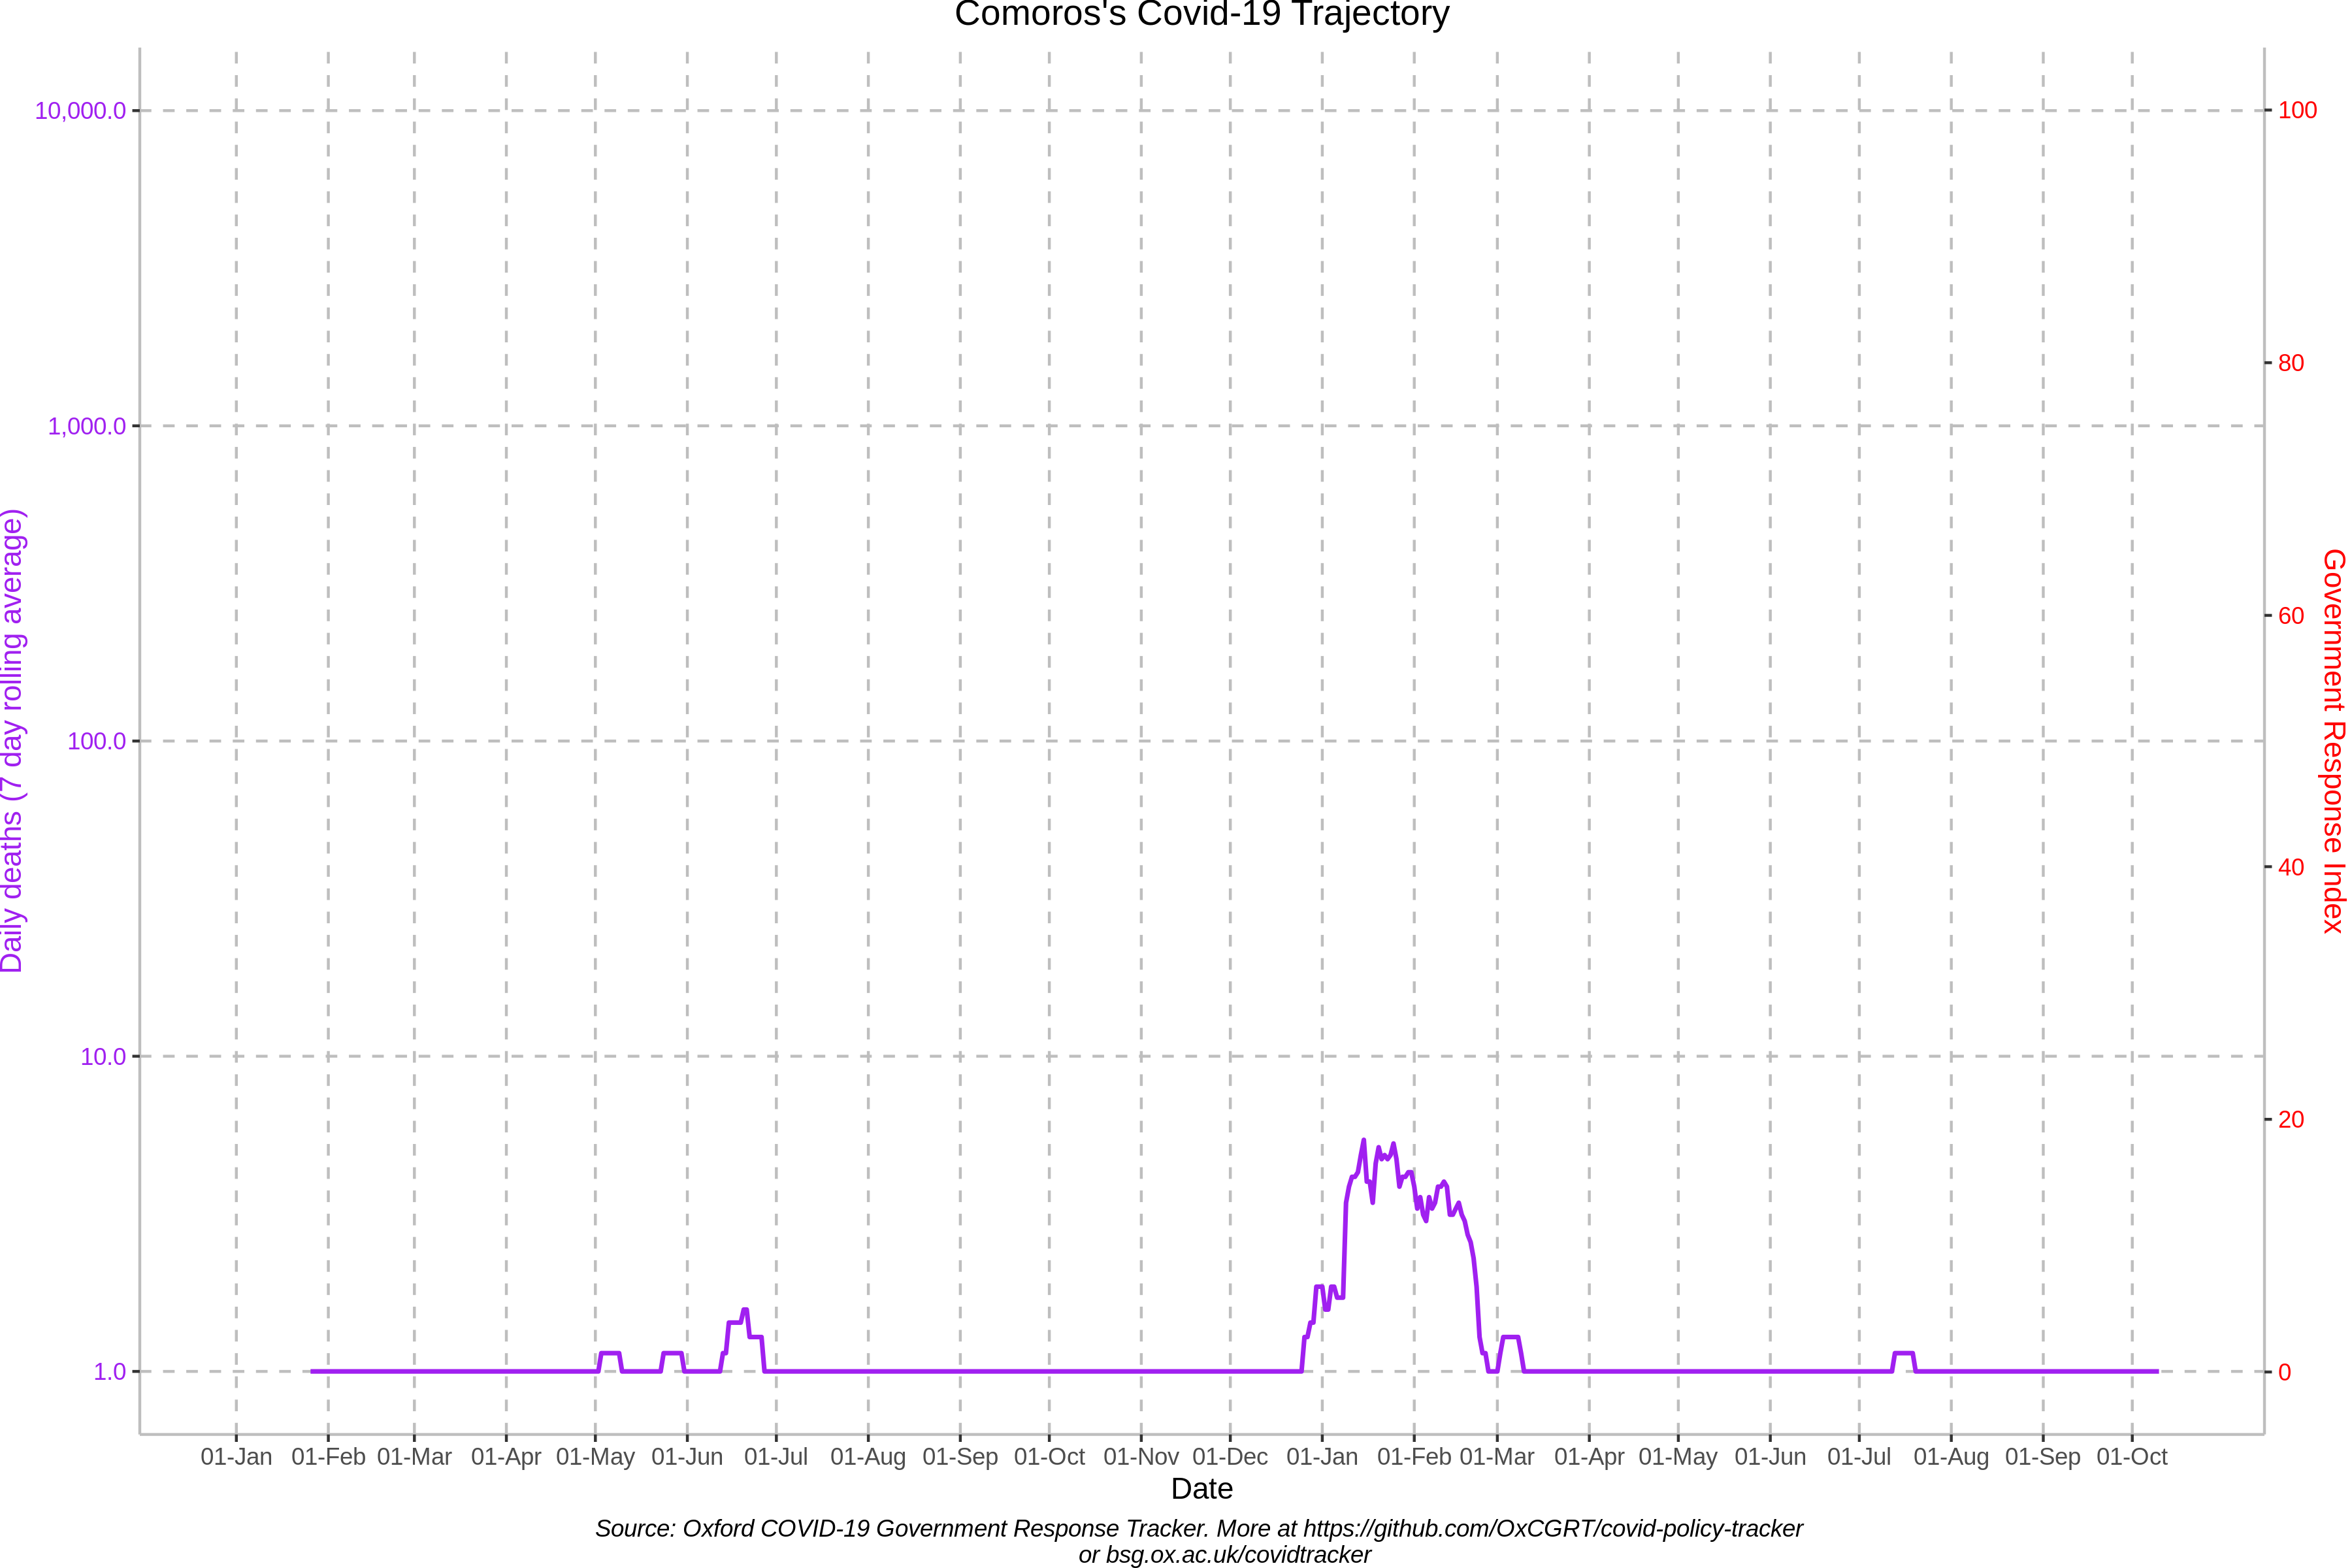 Comoros's Covid-19 Trajectory
10,000.0
1,000.0
100.0
10.0
1.0
Daily deaths (7 day rolling average)
100
80
60
40
20
0
Government Response Index
01-Jan 01-Feb 01-Mar 01-Apr 01-May 01-Jun 01-Jul 01-Aug 01-Sep 01-Oct 01-Nov 01-Dec 01-Jan 01-Feb 01-Mar 01-Apr 01-May 01-Jun 01-Jul 01-Aug 01-Sep 01-Oct
Date
Source: Oxford COVID-19 Government Response Tracker. More at https://github.com/OxCGRT/covid-policy-tracker
or bsg.ox.ac.uk/covidtracker